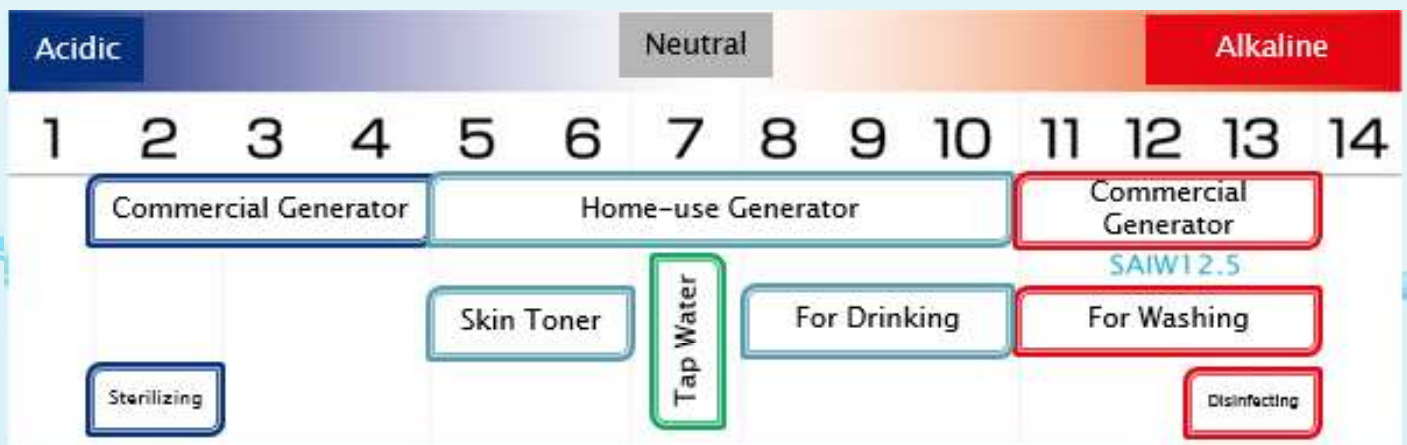 Acidic Neutral Alkaline
1 2 3 4 5 6 7 8 9 10 11 12 13 14
Commercial Generator Home-use Generator Commercial
Generator
SAIW12.5
Skin Toner Tap Water For Drinking For Washing
Sterilizing Disinfecting